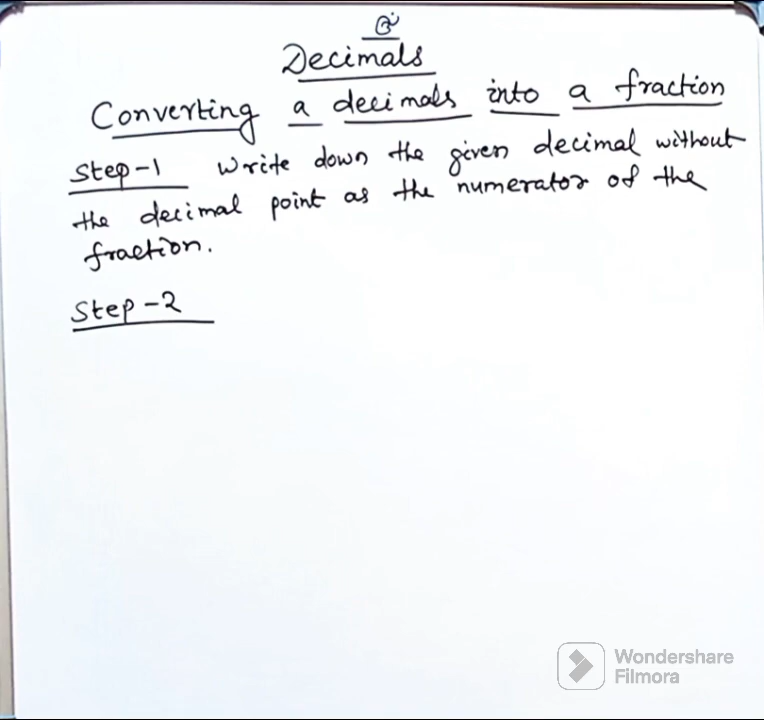 Decimals
Converting a decimals into a fraction
Step-1 Write down the given decimal without
the decimal point as the numerator of the
fraction.
Step-2
Wondershare
Filmora